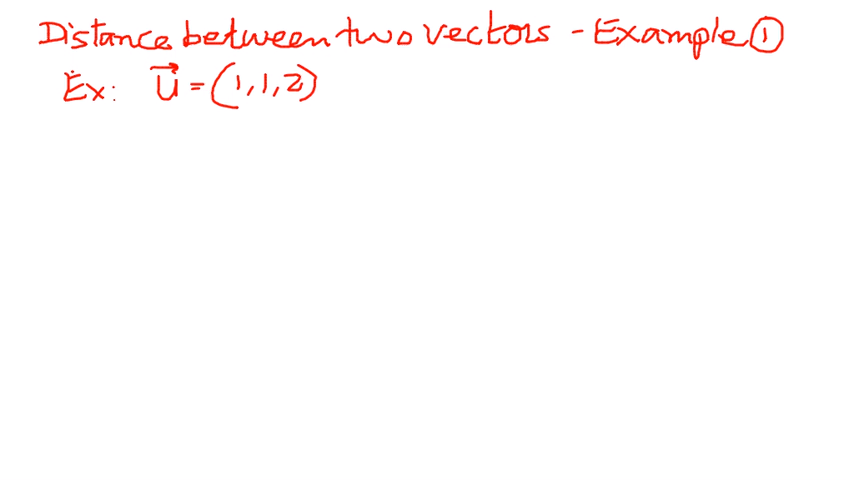 Distance between two vectors - Example ①
Ex: U⃗ = (1, 1, 2)